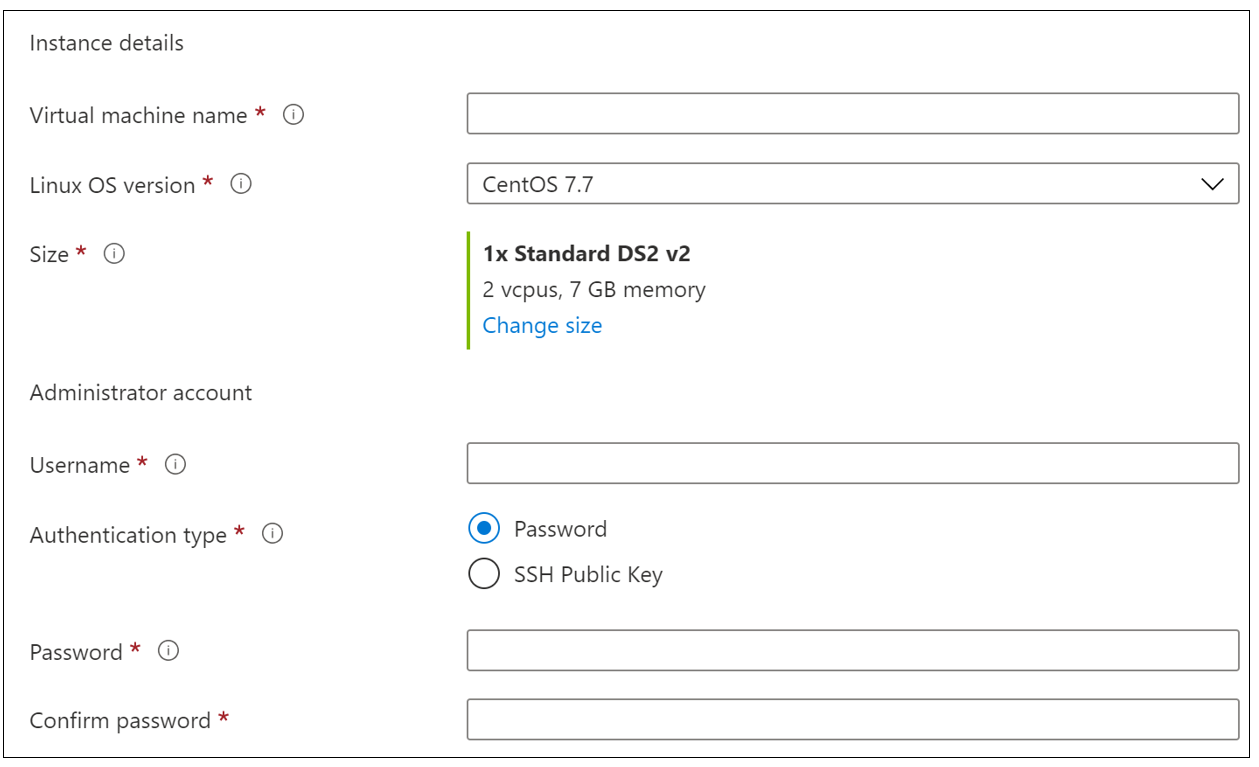 Instance details
Virtual machine name *
Linux OS version *
CentOS 7.7
Size *
1x Standard DS2 v2
2 vcpus, 7 GB memory
Change size
Administrator account
Username *
Authentication type *
Password
SSH Public Key
Password *
Confirm password *